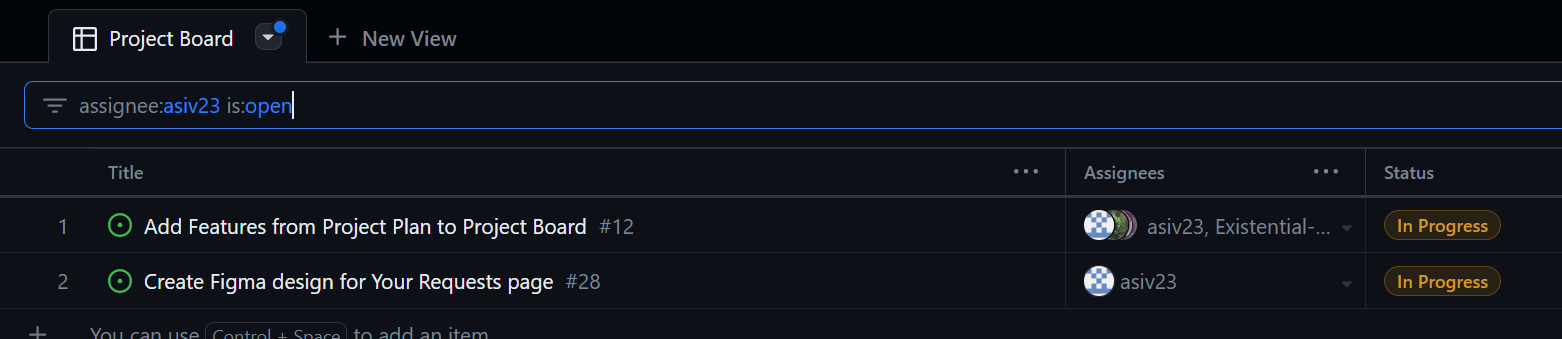 Project Board
New View
assignee:asiv23 is:open
Title ... Assignees ... Status
1 Add Features from Project Plan to Project Board #12 asiv23, Existential-... In Progress
2 Create Figma design for Your Requests page #28 asiv23 In Progress
+ You can use Control + Space to add an item